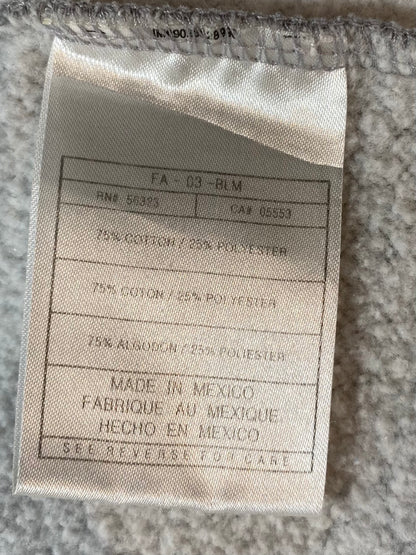 FA - 03 - BLM
RN# 56323 CA# 05553
75% COTTON / 25% POLYESTER
75% COTON / 25% POLYESTER
75% ALGODON / 25% POLIESTER
MADE IN MEXICO
FABRIQUE AU MEXIQUE
HECHO EN MEXICO
SEE REVERSE FOR CARE